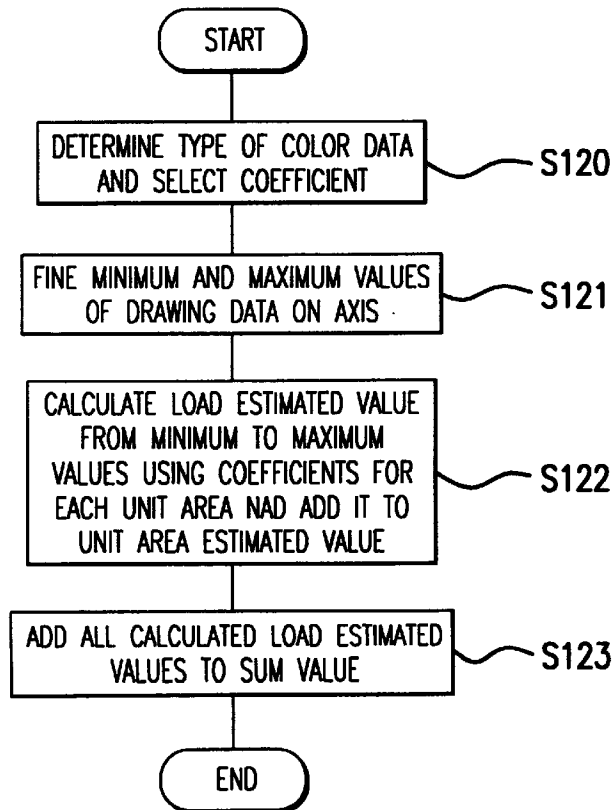 START
DETERMINE TYPE OF COLOR DATA
AND SELECT COEFFICIENT
S120
FINE MINIMUM AND MAXIMUM VALUES
OF DRAWING DATA ON AXIS.
S121
CALCULATE LOAD ESTIMATED VALUE
FROM MINIMUM TO MAXIMUM
VALUES USING COEFFICIENTS FOR
EACH UNIT AREA NAD ADD IT TO
UNIT AREA ESTIMATED VALUE
S122
ADD ALL CALCULATED LOAD ESTIMATED
VALUES TO SUM VALUE
S123
END